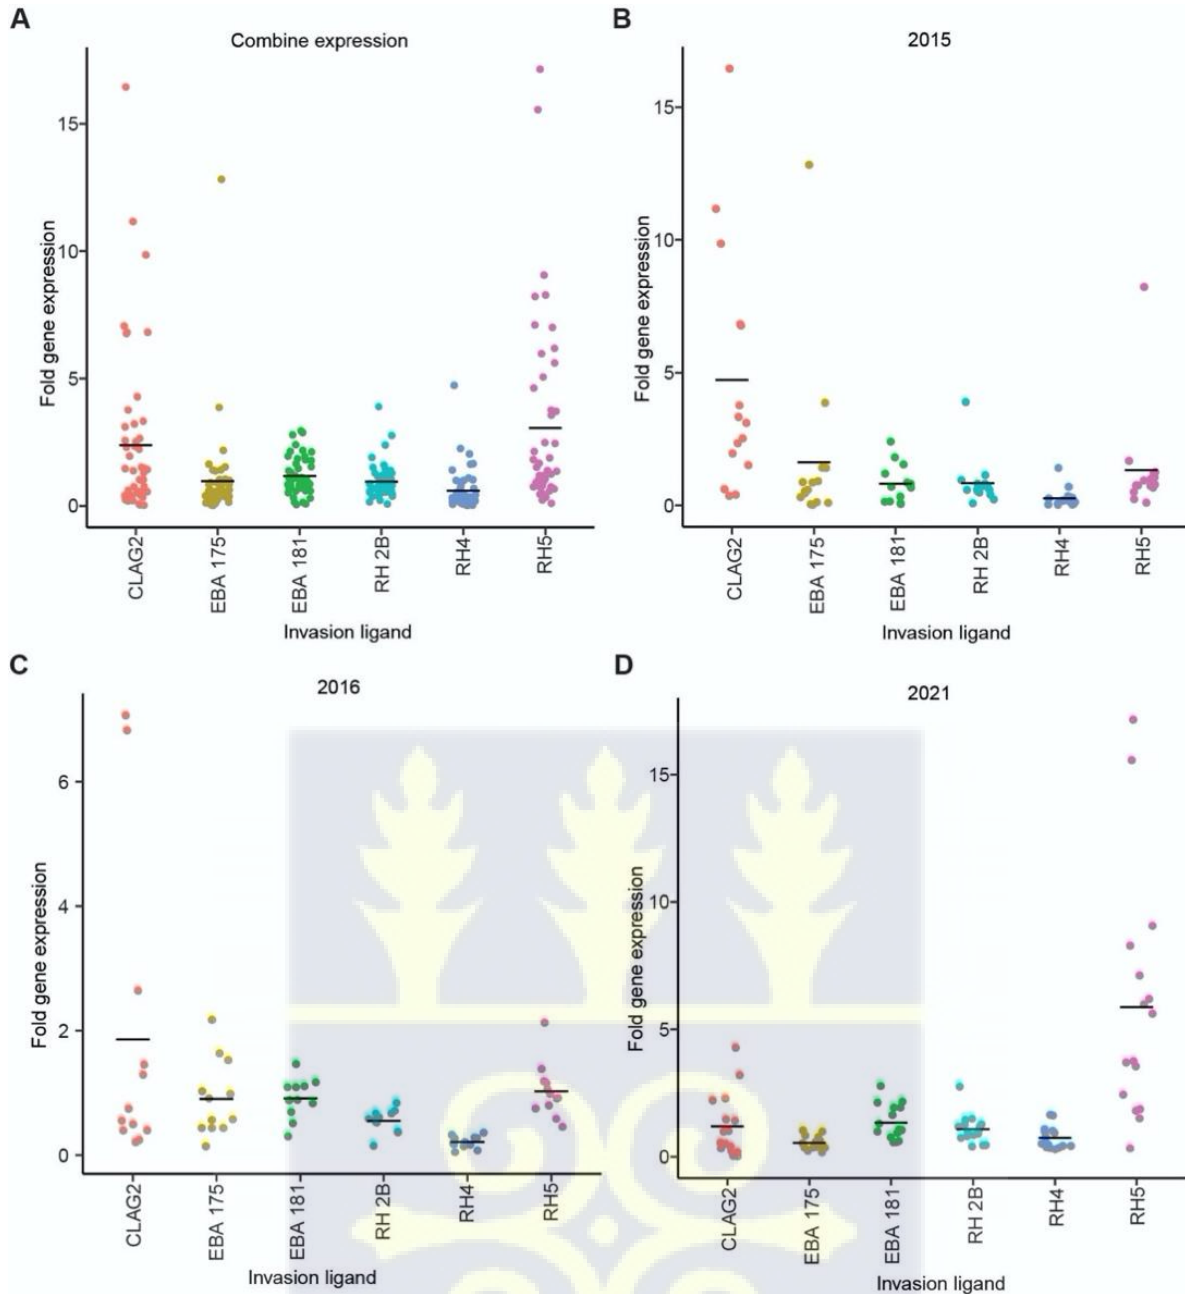 A
Combine expression
Fold gene expression
15
10
5
0
CLAG2
EBA 175
EBA 181
RH 2B
RH4
RH5
Invasion ligand
B
2015
Fold gene expression
15
10
5
0
CLAG2
EBA 175
EBA 181
RH 2B
RH4
RH5
Invasion ligand
C
2016
Fold gene expression
6
4
2
0
CLAG2
EBA 175
EBA 181
RH 2B
RH4
RH5
Invasion ligand
D
2021
Fold gene expression
15
10
5
0
CLAG2
EBA 175
EBA 181
RH 2B
RH4
RH5
Invasion ligand